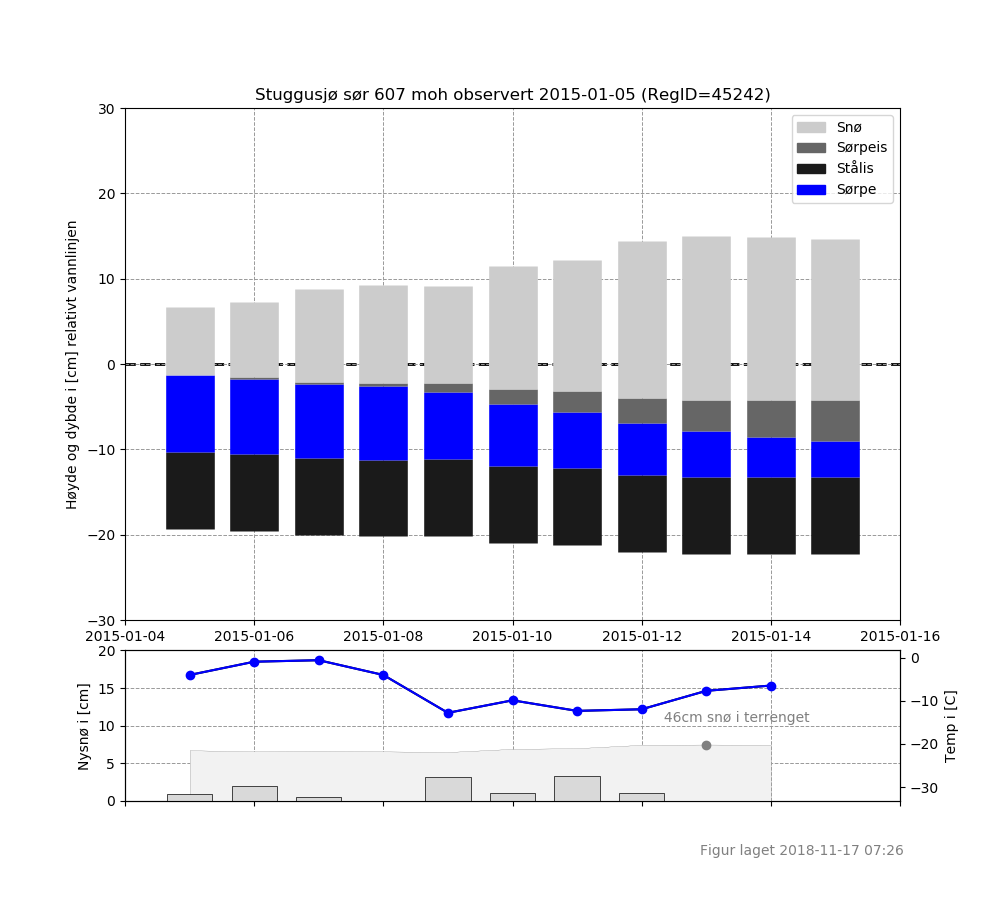 Stuggusjø sør 607 moh observert 2015-01-05 (RegID=45242)
Høyde og dybde i [cm] relativt vannlinjen
30
20
10
0
−10
−20
−30
Snø
Sørpeis
Stålis
Sørpe
2015-01-04 2015-01-06 2015-01-08 2015-01-10 2015-01-12 2015-01-14 2015-01-16
Nysnø i [cm]
20
15
10
5
0
46cm snø i terrenget
0
−10
−20
−30
Temp i [C]
Figur laget 2018-11-17 07:26